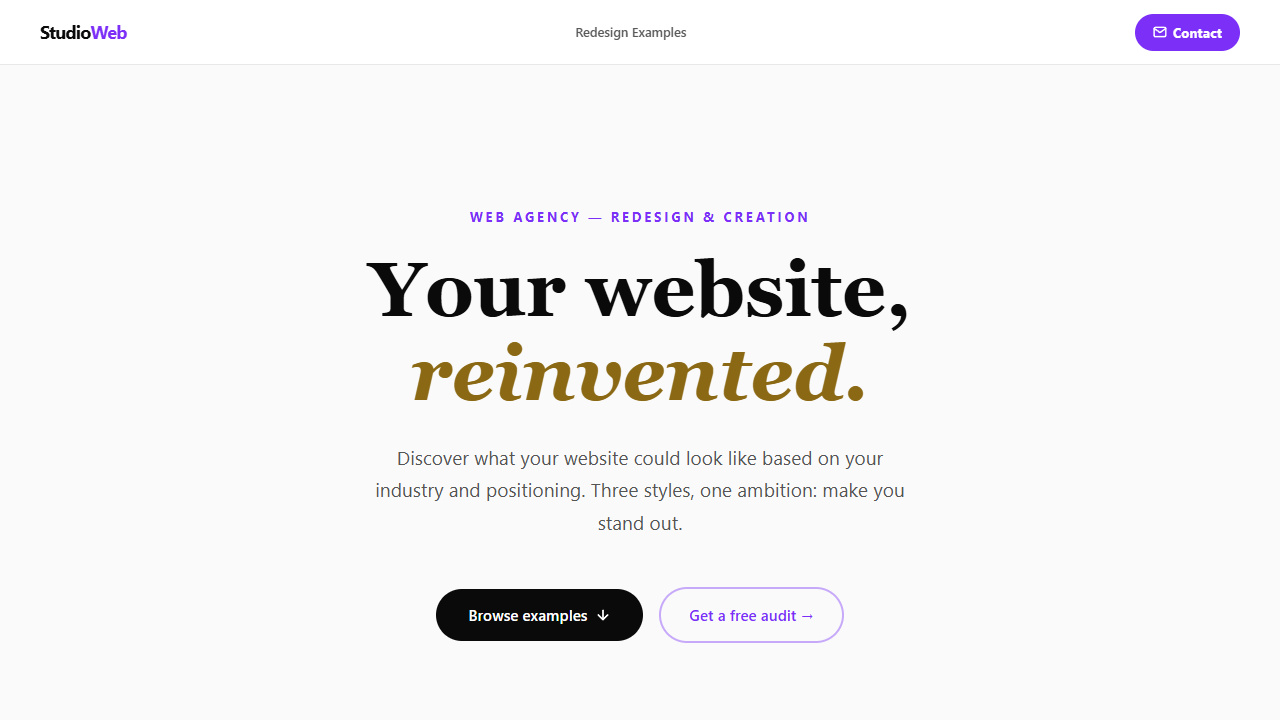 StudioWeb
Redesign Examples
Contact
WEB AGENCY — REDESIGN & CREATION
Your website,
reinvented.
Discover what your website could look like based on your
industry and positioning. Three styles, one ambition: make you
stand out.
Browse examples ↓
Get a free audit →